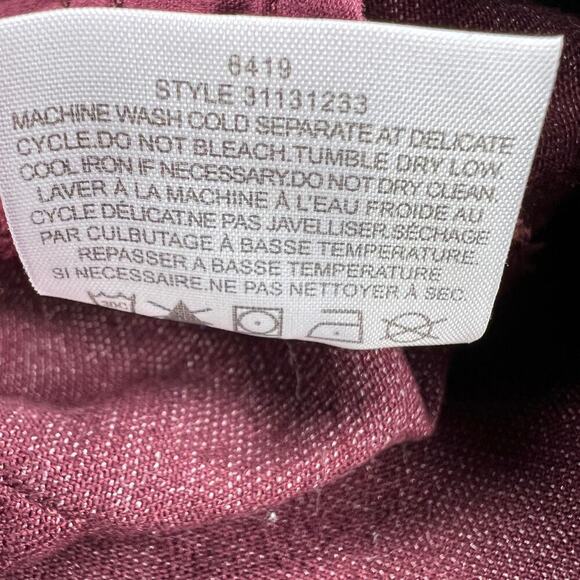 6419
STYLE 31131233
MACHINE WASH COLD SEPARATE AT DELICATE
CYCLE.DO NOT BLEACH.TUMBLE DRY LOW.
COOL IRON IF NECESSARY.DO NOT DRY CLEAN.
LAVER À LA MACHINE À L'EAU FROIDE AU
CYCLE DÉLICAT.NE PAS JAVELLISER.SÉCHAGE
PAR CULBUTAGE À BASSE TEMPERATURE.
REPASSER A BASSE TEMPERATURE
SI NECESSAIRE.NE PAS NETTOYER À SEC.
30C